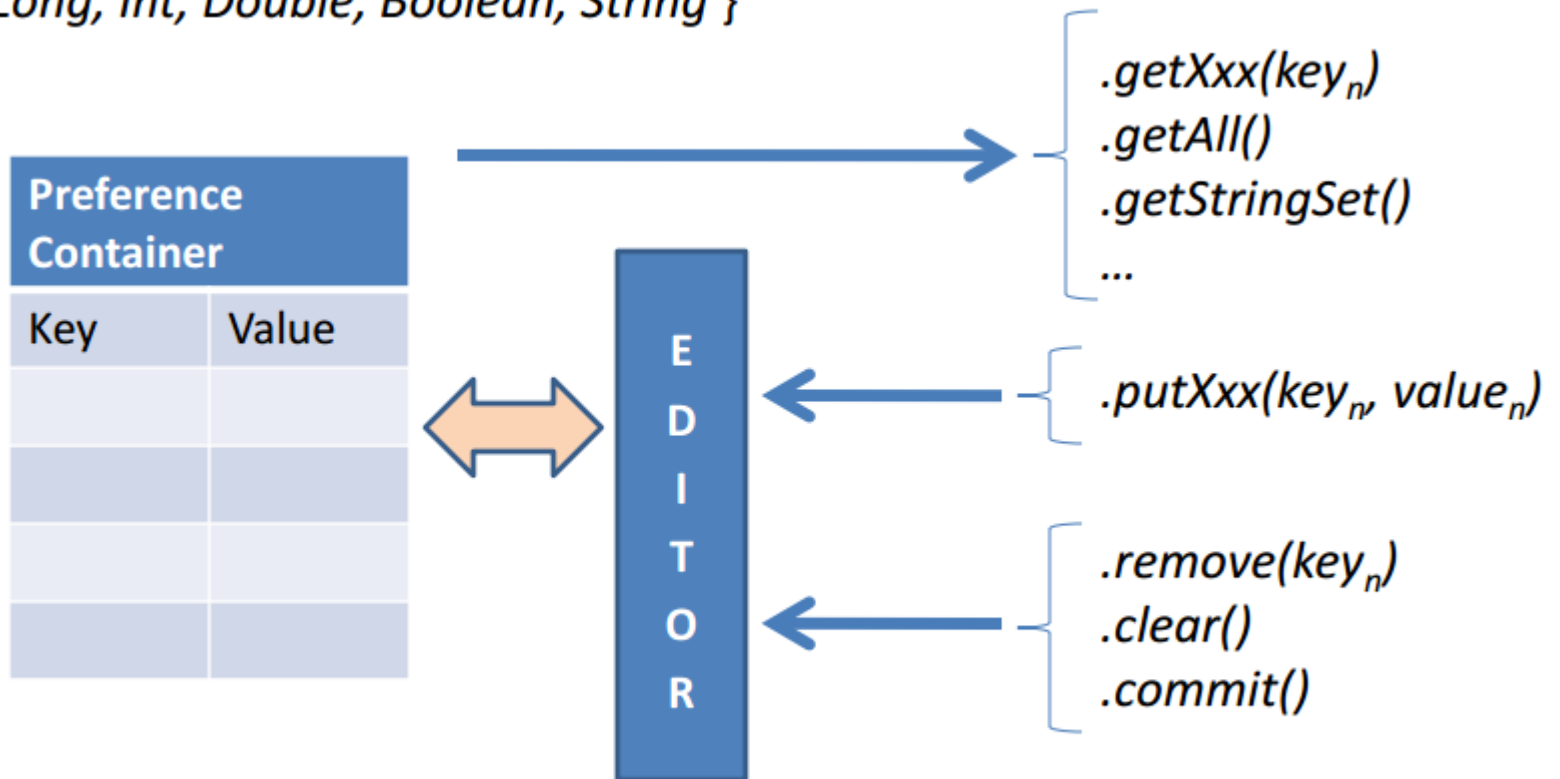 Long, Int, Double, Boolean, String }
.getXxx(keyn)
.getAll()
.getStringSet()
...
Preference
Container
Key Value
E
D
I
T
O
R
.putXxx(keyn, valuen)
.remove(keyn)
.clear()
.commit()